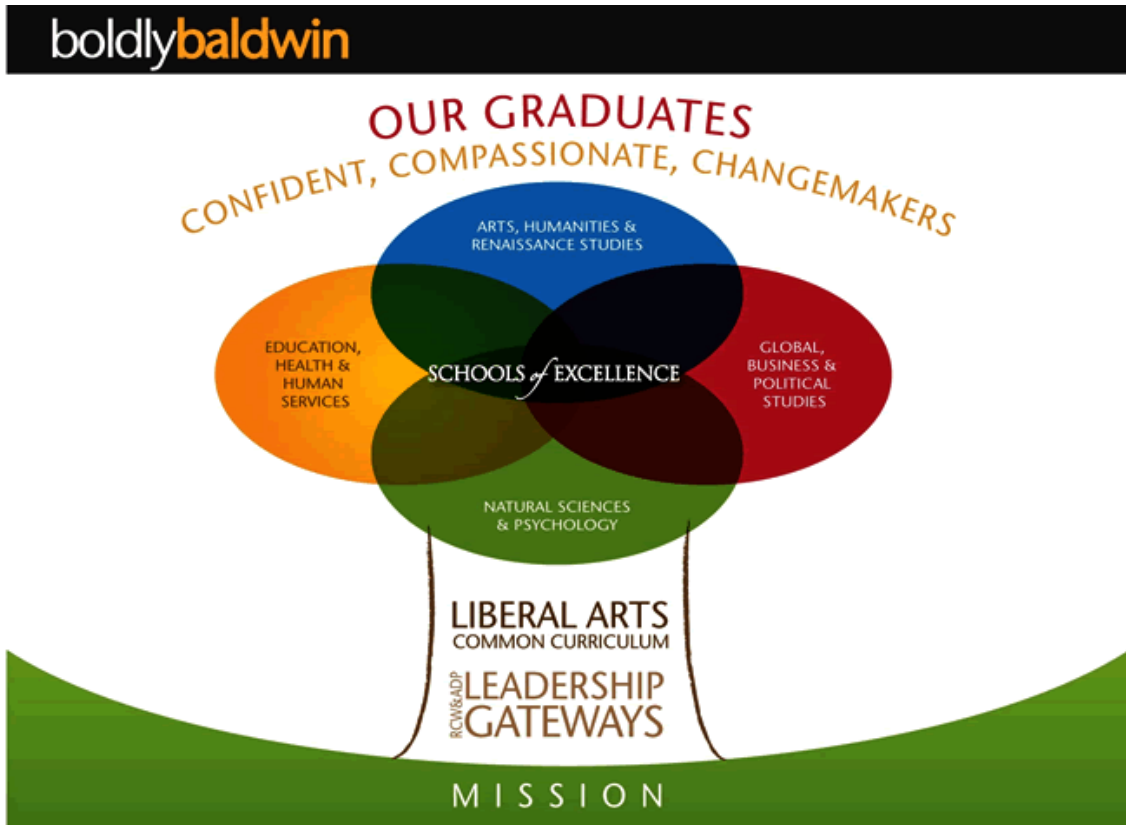 boldlybaldwin
OUR GRADUATES
CONFIDENT, COMPASSIONATE, CHANGEMAKERS
ARTS, HUMANITIES &
RENAISSANCE STUDIES
EDUCATION,
HEALTH &
HUMAN
SERVICES
SCHOOLS of EXCELLENCE
GLOBAL,
BUSINESS &
POLITICAL
STUDIES
NATURAL SCIENCES
& PSYCHOLOGY
LIBERAL ARTS
COMMON CURRICULUM
RCW&ADP
LEADERSHIP
GATEWAYS
MISSION